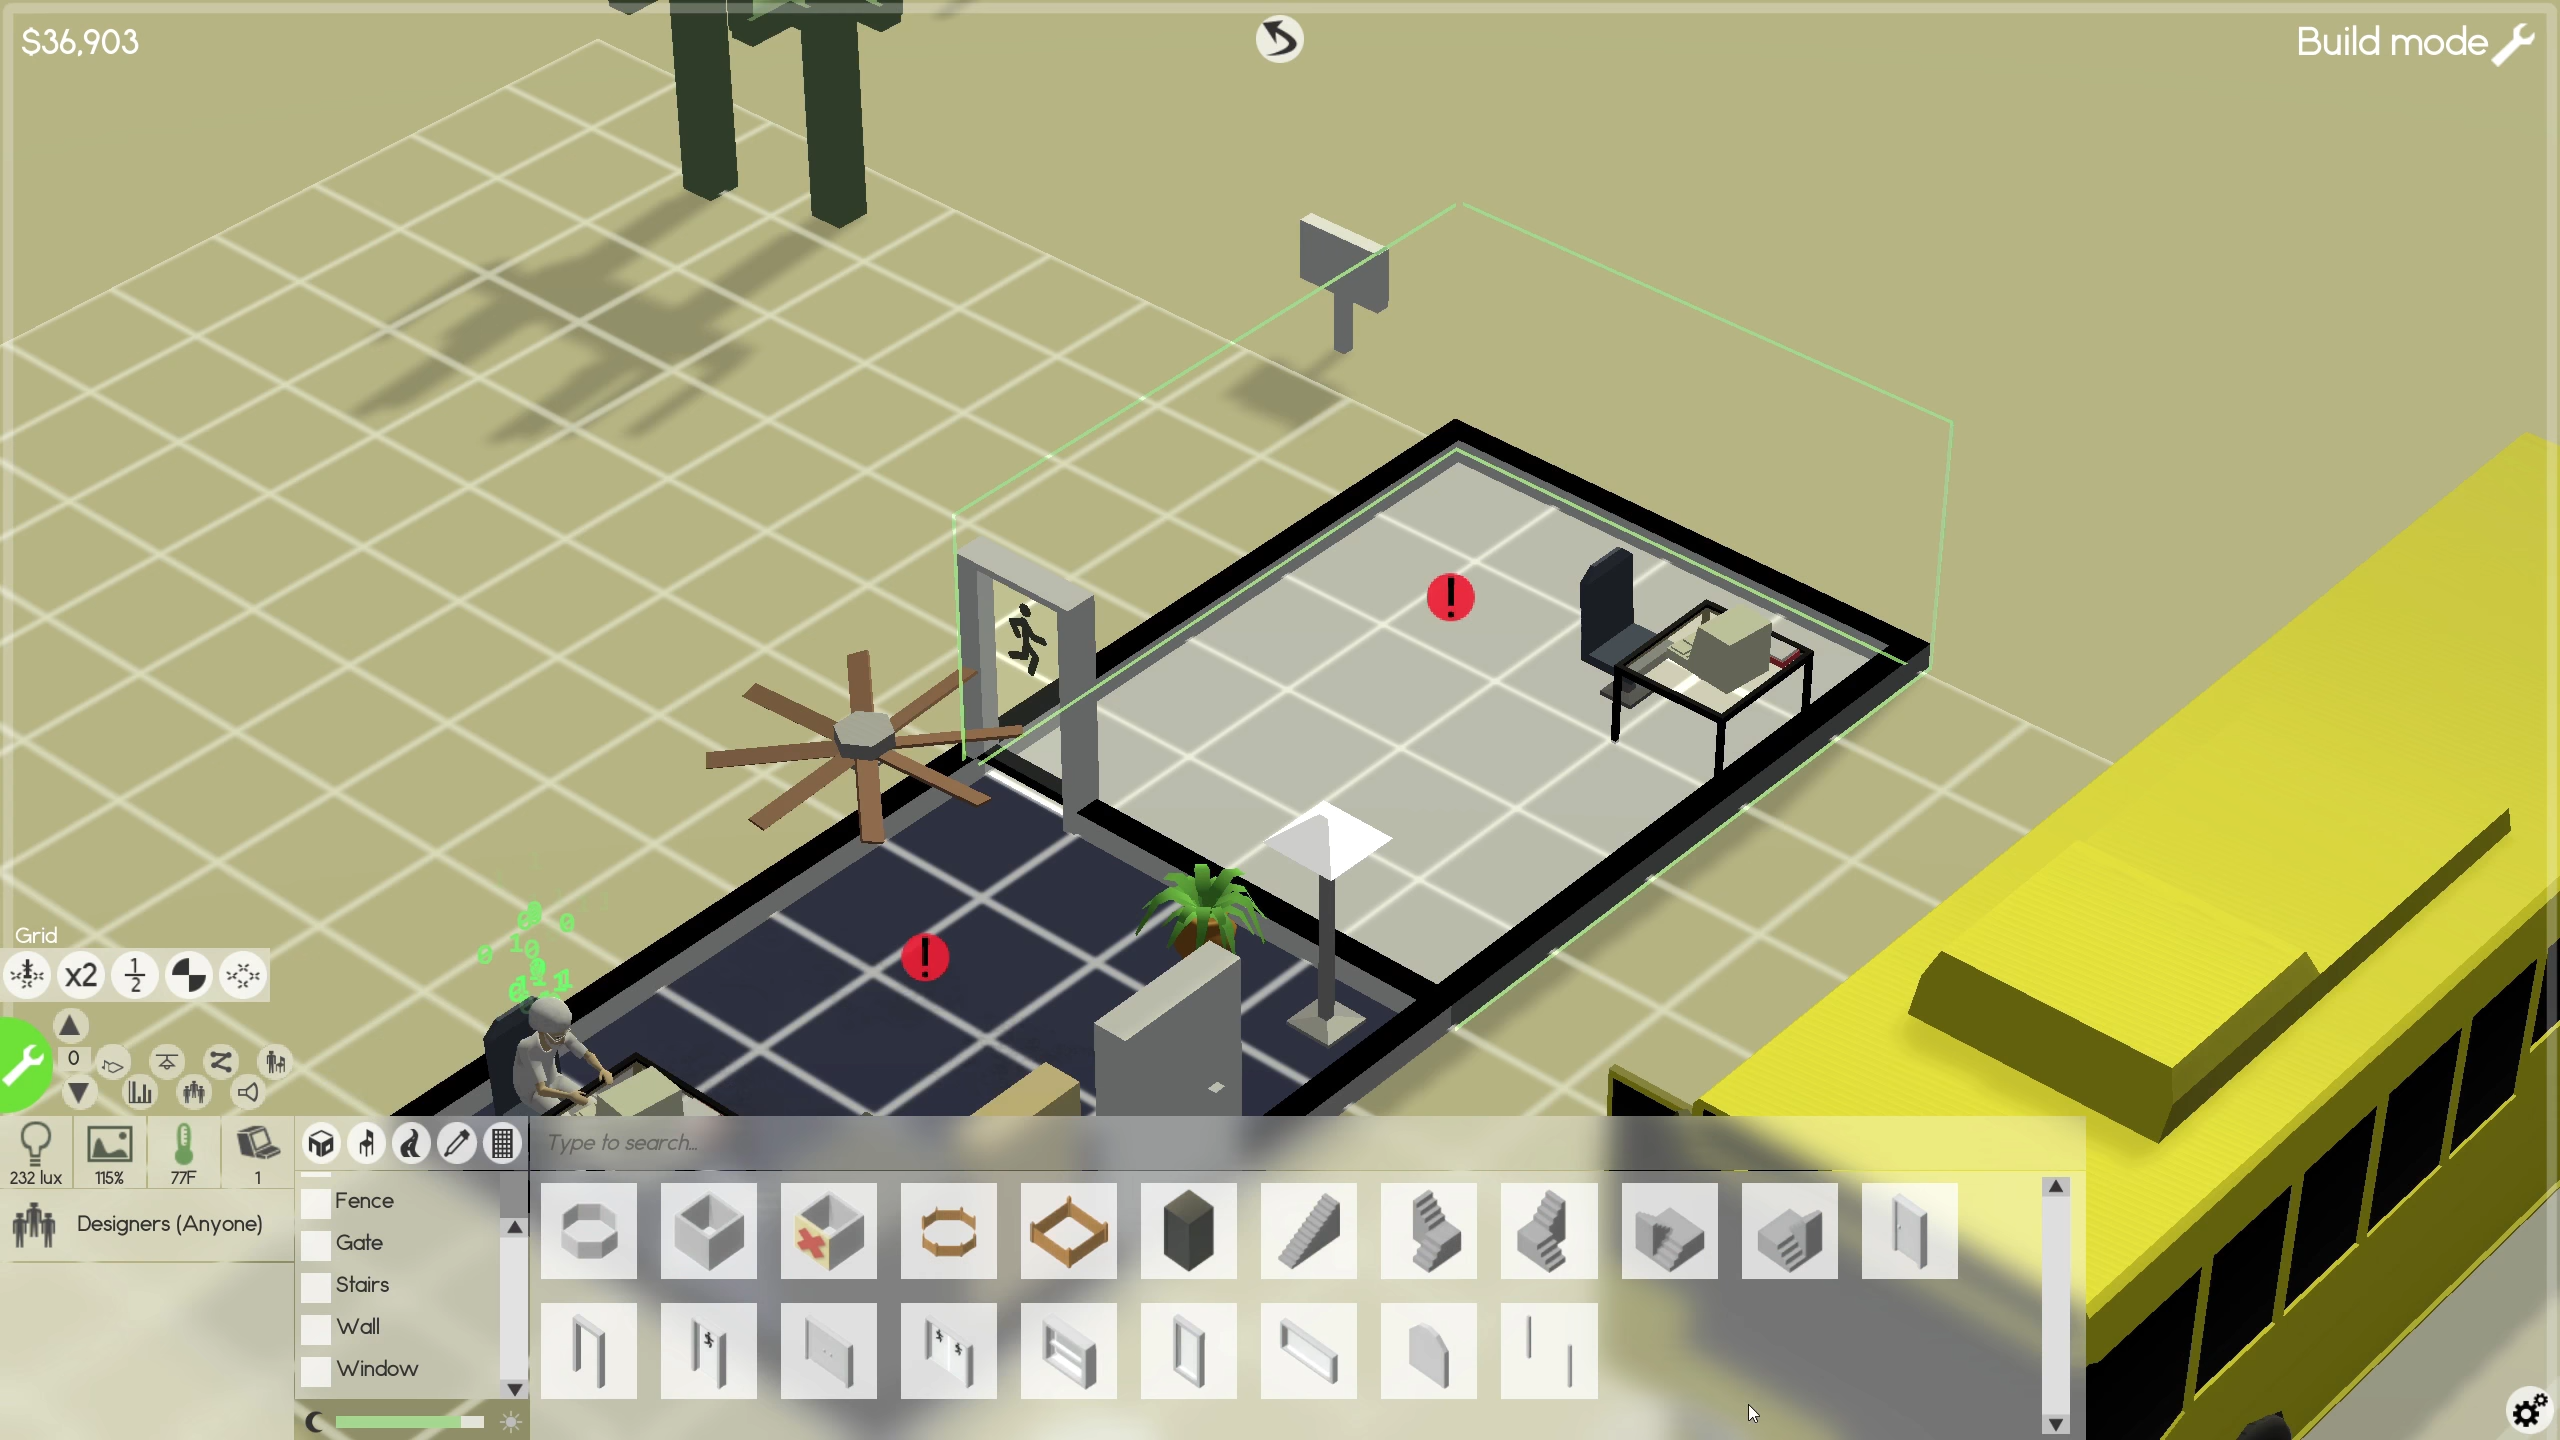 $36,903
Build mode
Grid
x2
1
2
0
232 lux
115%
77F
1
Designers (Anyone)
Type to search...
Fence
Gate
Stairs
Wall
Window